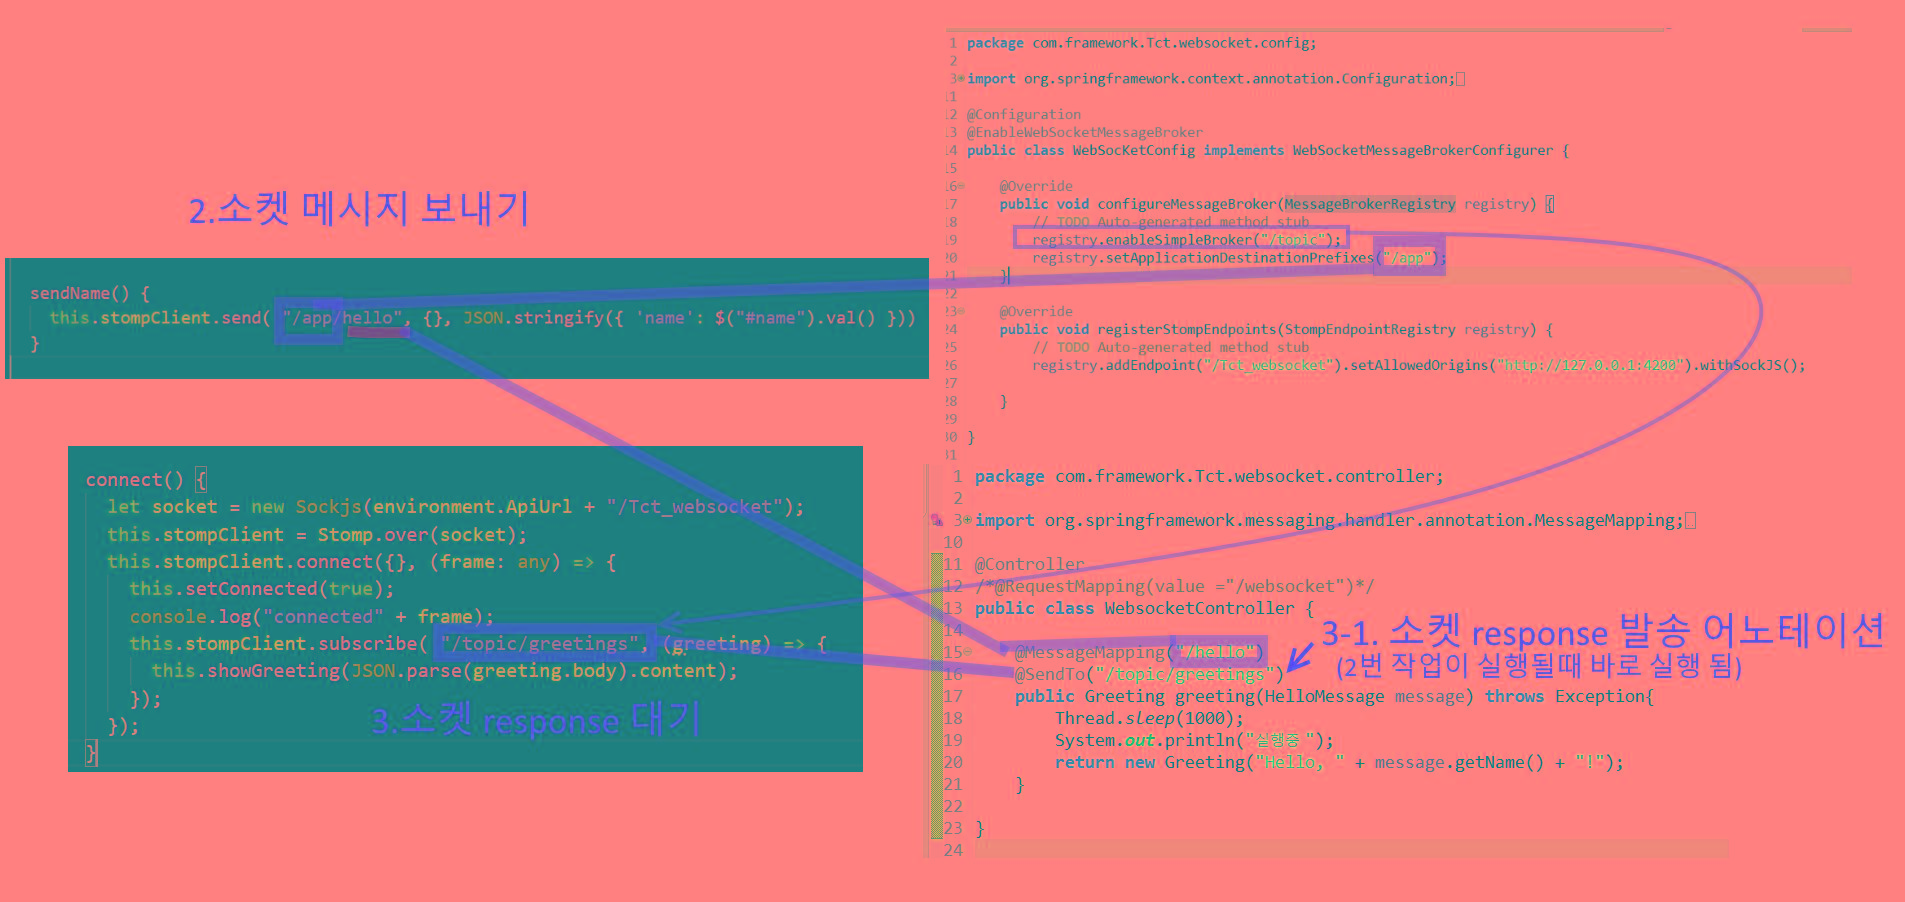 2.소켓 메시지 보내기
sendName() {
this.stompClient.send( "/app/hello", {}, JSON.stringify({ 'name': $("#name").val() }))
}
connect() {
let socket = new Sockjs(environment.ApiUrl + "/Tct_websocket");
this.stompClient = Stomp.over(socket);
this.stompClient.connect({}, (frame: any) => {
this.setConnected(true);
console.log("connected" + frame);
this.stompClient.subscribe( "/topic/greetings", (greeting) => {
this.showGreeting(JSON.parse(greeting.body).content);
});
});
}
3.소켓 response 대기
1 package com.framework.Tct.websocket.config;
2
3 import org.springframework.context.annotation.Configuration;
11
12 @Configuration
13 @EnableWebSocketMessageBroker
14 public class WebSocKetConfig implements WebSocketMessageBrokerConfigurer {
15
16 @Override
17 public void configureMessageBroker(MessageBrokerRegistry registry) {
18 // TODO Auto-generated method stub
19 registry.enableSimpleBroker("/topic");
20 registry.setApplicationDestinationPrefixes("/app");
21 }
22
23 @Override
24 public void registerStompEndpoints(StompEndpointRegistry registry) {
25 // TODO Auto-generated method stub
26 registry.addEndpoint("/Tct_websocket").setAllowedOrigins("http://127.0.0.1:4200").withSockJS();
27
28 }
29
30 }
31
1 package com.framework.Tct.websocket.controller;
2
3 import org.springframework.messaging.handler.annotation.MessageMapping;
10
11 @Controller
12 /*@RequestMapping(value ="/websocket")*/
13 public class WebsocketController {
14
15 @MessageMapping("/hello")
16 @SendTo("/topic/greetings")
17 public Greeting greeting(HelloMessage message) throws Exception{
18 Thread.sleep(1000);
19 System.out.println("실행중 ");
20 return new Greeting("Hello, " + message.getName() + "!");
21 }
22
23 }
24
3-1. 소켓 response 발송 어노테이션
(2번 작업이 실행될때 바로 실행 됨)